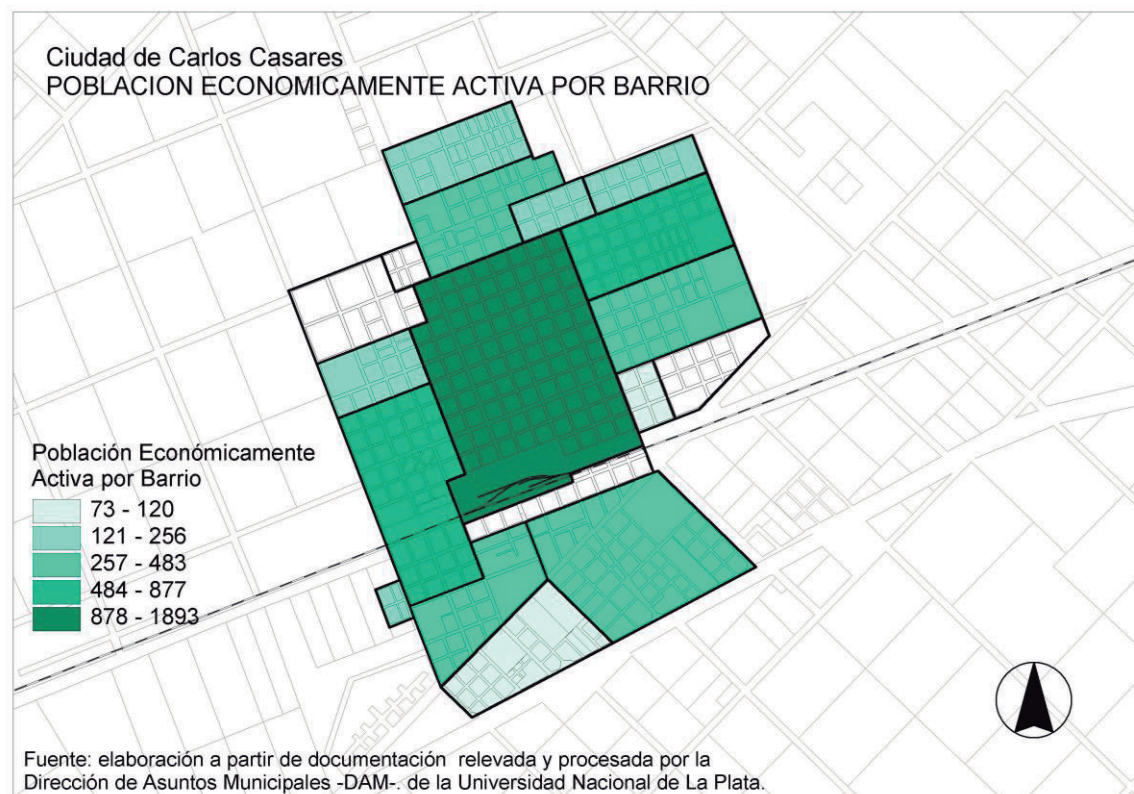 Ciudad de Carlos Casares
POBLACION ECONOMICAMENTE ACTIVA POR BARRIO
Población Económicamente
Activa por Barrio
73 - 120
121 - 256
257 - 483
484 - 877
878 - 1893
Fuente: elaboración a partir de documentación relevada y procesada por la
Dirección de Asuntos Municipales -DAM-. de la Universidad Nacional de La Plata.